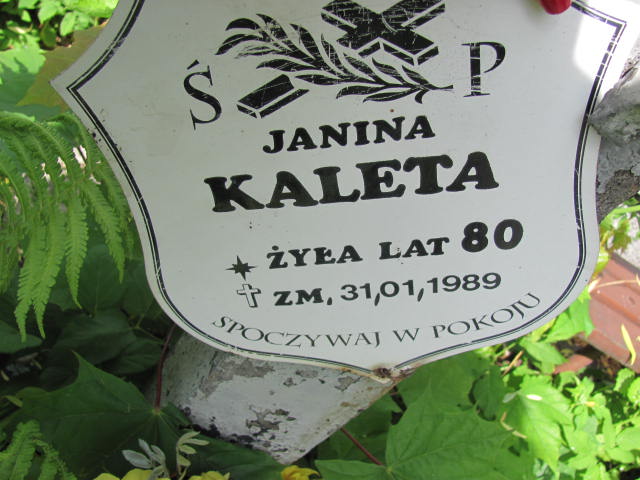 Ś P
JANINA
KALETA
ŻYŁA LAT 80
ZM, 31,01,1989
SPOCZYWAJ W POKOJU